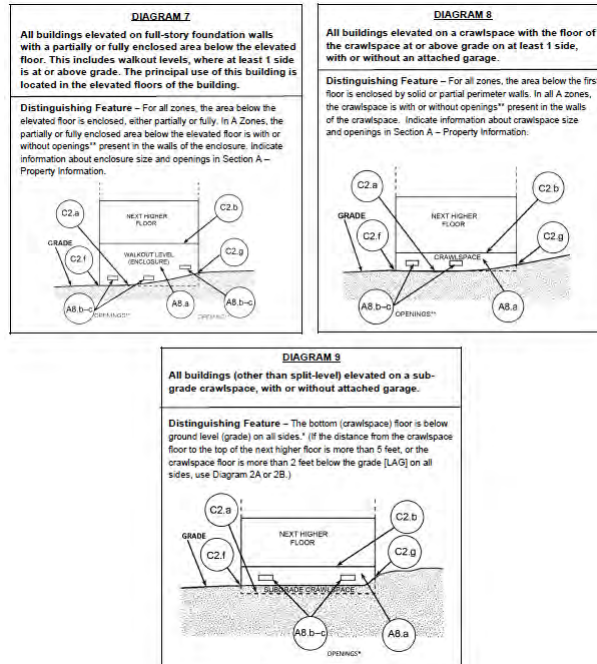 DIAGRAM 7
All buildings elevated on full-story foundation walls
with a partially or fully enclosed area below the elevated
floor. This includes walkout levels, where at least 1 side
is at or above grade. The principal use of this building is
located in the elevated floors of the building.
Distinguishing Feature – For all zones, the area below the
elevated floor is enclosed, either partially or fully. In A Zones, the
partially or fully enclosed area below the elevated floor is with or
without openings** present in the walls of the enclosure. Indicate
information about enclosure size and openings in Section A –
Property Information.
C2.a
C2.b
NEXT HIGHER
FLOOR
GRADE
C2.f
WALKOUT LEVEL
(ENCLOSURE)
C2.g
A8.b–c
OPENINGS**
A8.a
OPENING
A8.b–c
DIAGRAM 8
All buildings elevated on a crawlspace with the floor of
the crawlspace at or above grade on at least 1 side,
with or without an attached garage.
Distinguishing Feature – For all zones, the area below the first
floor is enclosed by solid or partial perimeter walls. In all A Zones,
the crawlspace is with or without openings** present in the walls
of the crawlspace. Indicate information about crawlspace size
and openings in Section A – Property Information.
C2.a
C2.b
NEXT HIGHER
FLOOR
GRADE
C2.f
C2.g
CRAWLSPACE
A8.b–c
OPENINGS**
A8.a
DIAGRAM 9
All buildings (other than split-level) elevated on a sub-
grade crawlspace, with or without attached garage.
Distinguishing Feature – The bottom (crawlspace) floor is below
ground level (grade) on all sides.* (If the distance from the crawlspace
floor to the top of the next higher floor is more than 5 feet, or the
crawlspace floor is more than 2 feet below the grade [LAG] on all
sides, use Diagram 2A or 2B.)
C2.a
C2.b
NEXT HIGHER
FLOOR
GRADE
C2.f
C2.g
SUBGRADE CRAWLSPACE
A8.b–c
A8.a
OPENINGS*